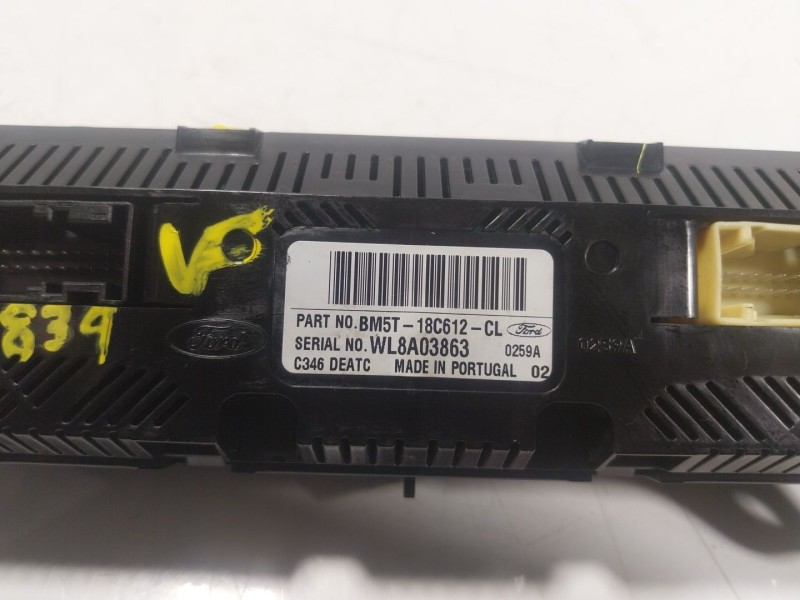 PART NO. BM5T-18C612-CL Ford
SERIAL NO. WL8A03863 0259A
C346 DEATC MADE IN PORTUGAL 02
839
Ford